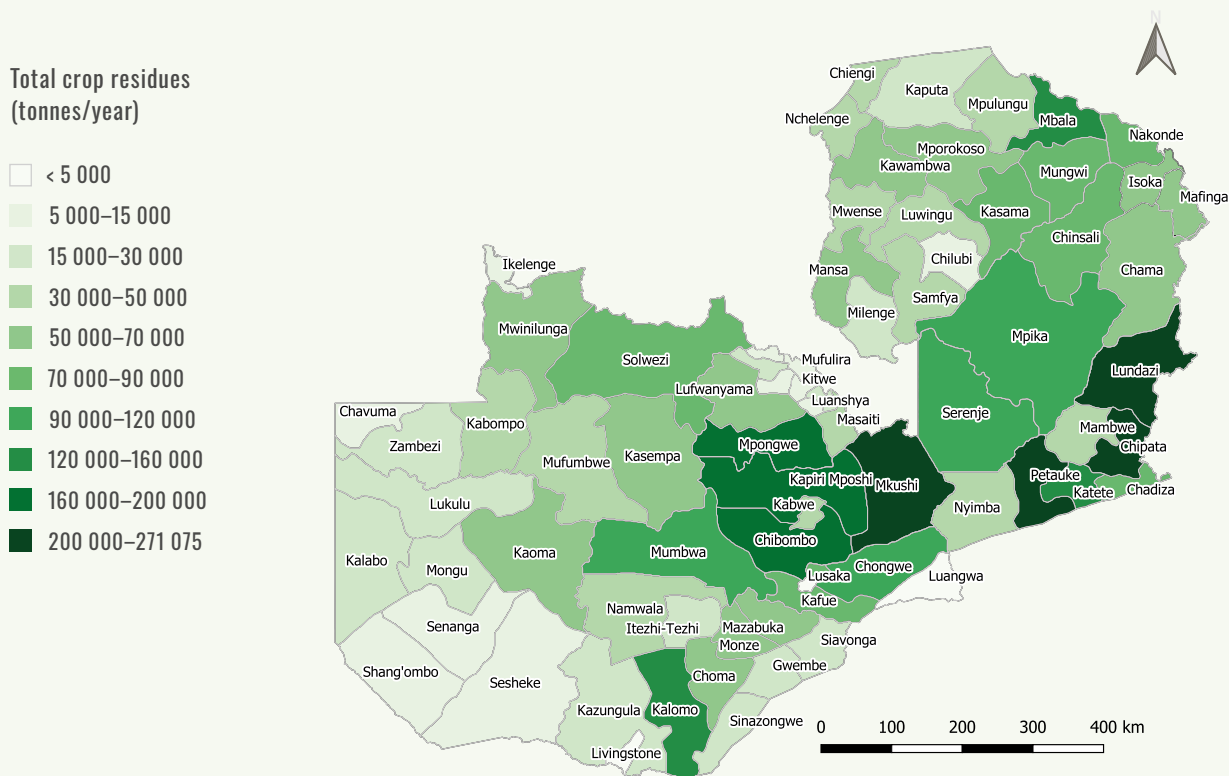 N
Total crop residues
(tonnes/year)
< 5 000
5 000–15 000
15 000–30 000
30 000–50 000
50 000–70 000
70 000–90 000
90 000–120 000
120 000–160 000
160 000–200 000
200 000–271 075
Chiengi
Kaputa
Mpulungu
Nchelenge
Mbala
Nakonde
Mporokoso
Kawambwa
Mungwi
Isoka
Mafinga
Mwense
Luwingu
Kasama
Chinsali
Chilubi
Mansa
Chama
Samfya
Milenge
Mpika
Ikelenge
Mwinilunga
Solwezi
Mufulira
Kitwe
Lufwanyama
Luanshya
Masaiti
Lundazi
Serenje
Mambwe
Chipata
Chavuma
Zambezi
Kabompo
Mufumbwe
Kasempa
Mpongwe
Kapiri Mposhi
Mkushi
Petauke
Katete
Chadiza
Lukulu
Kabwe
Nyimba
Kalabo
Mongu
Kaoma
Mumbwa
Chibombo
Lusaka
Chongwe
Luangwa
Kafue
Senanga
Namwala
Itezhi-Tezhi
Mazabuka
Monze
Siavonga
Shang'ombo
Sesheke
Choma
Gwembe
Kazungula
Kalomo
Sinazongwe
Livingstone
0 100 200 300 400 km